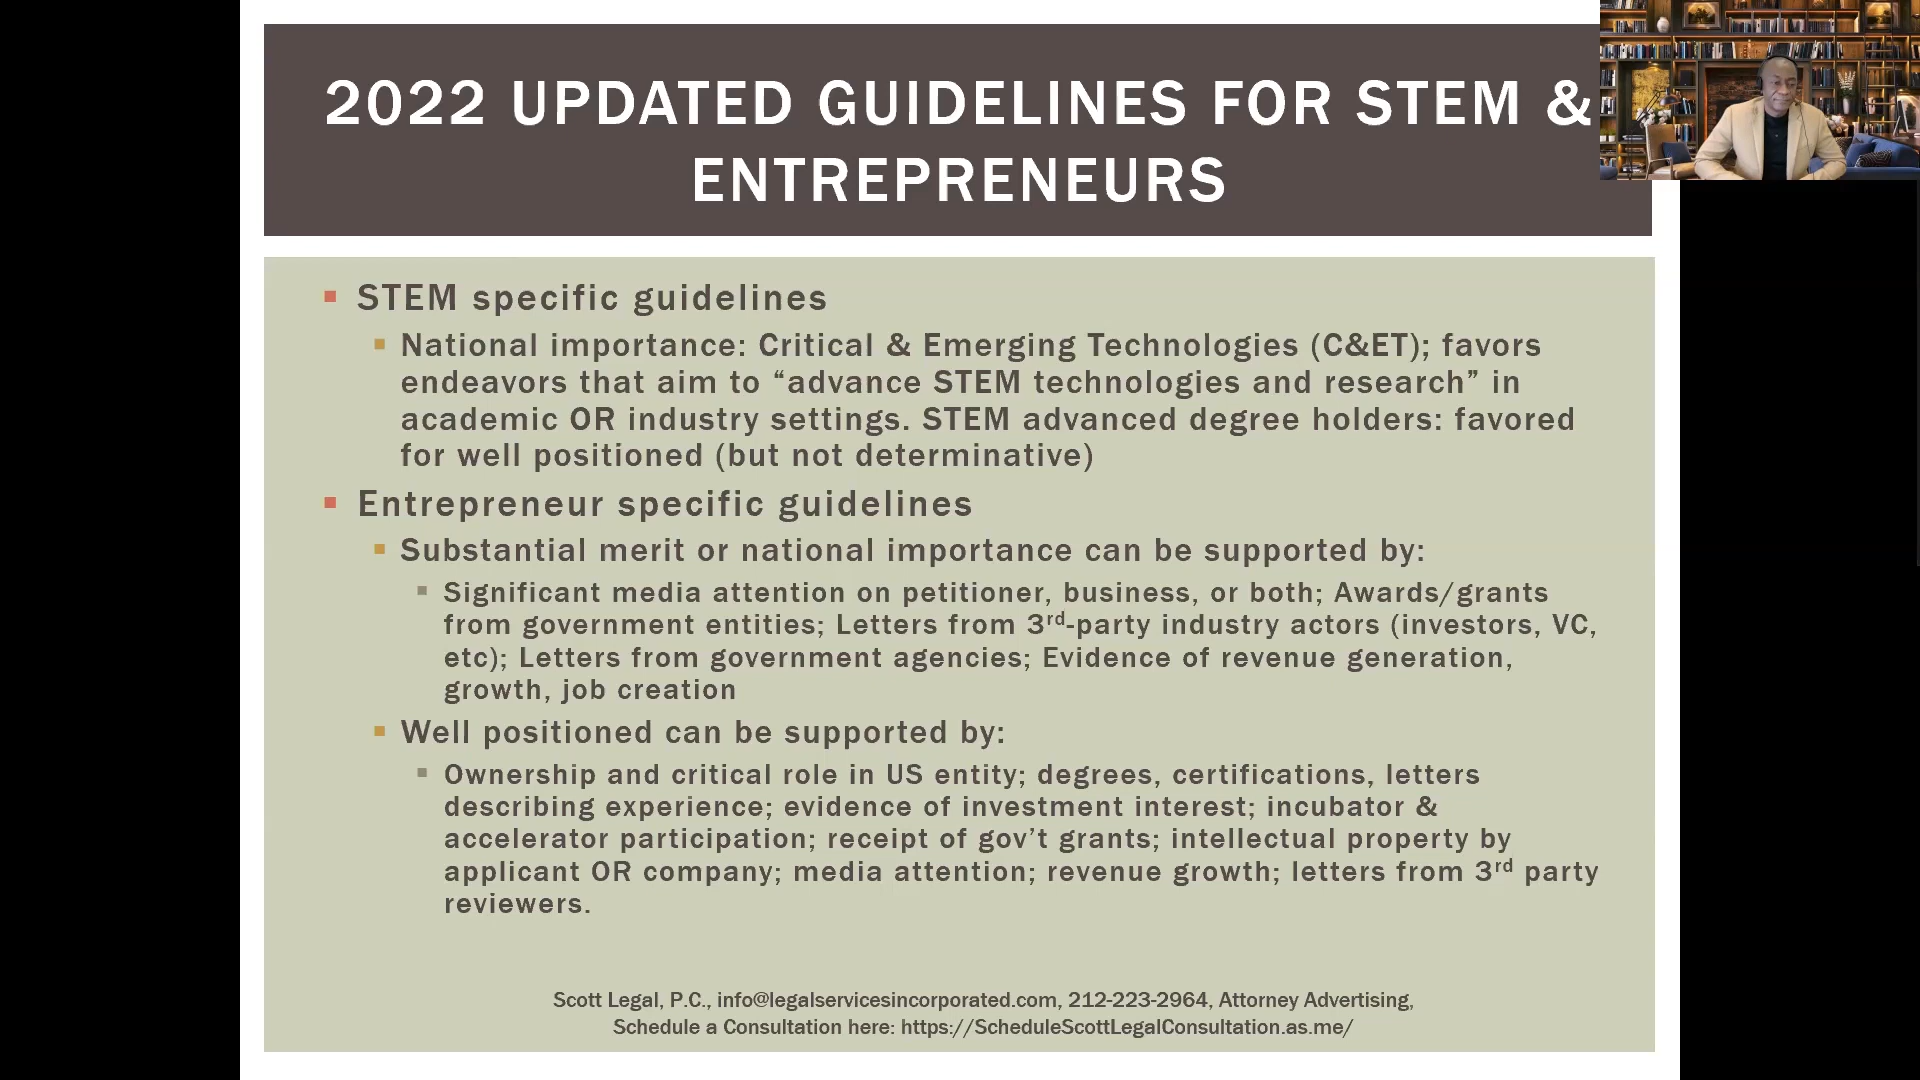 2022 UPDATED GUIDELINES FOR STEM &
ENTREPRENEURS
STEM specific guidelines
National importance: Critical & Emerging Technologies (C&ET); favors
endeavors that aim to “advance STEM technologies and research” in
academic OR industry settings. STEM advanced degree holders: favored
for well positioned (but not determinative)
Entrepreneur specific guidelines
Substantial merit or national importance can be supported by:
Significant media attention on petitioner, business, or both; Awards/grants
from government entities; Letters from 3rd-party industry actors (investors, VC,
etc); Letters from government agencies; Evidence of revenue generation,
growth, job creation
Well positioned can be supported by:
Ownership and critical role in US entity; degrees, certifications, letters
describing experience; evidence of investment interest; incubator &
accelerator participation; receipt of gov’t grants; intellectual property by
applicant OR company; media attention; revenue growth; letters from 3rd party
reviewers.
Scott Legal, P.C., info@legalservicesincorporated.com, 212-223-2964, Attorney Advertising,
Schedule a Consultation here: https://ScheduleScottLegalConsultation.as.me/